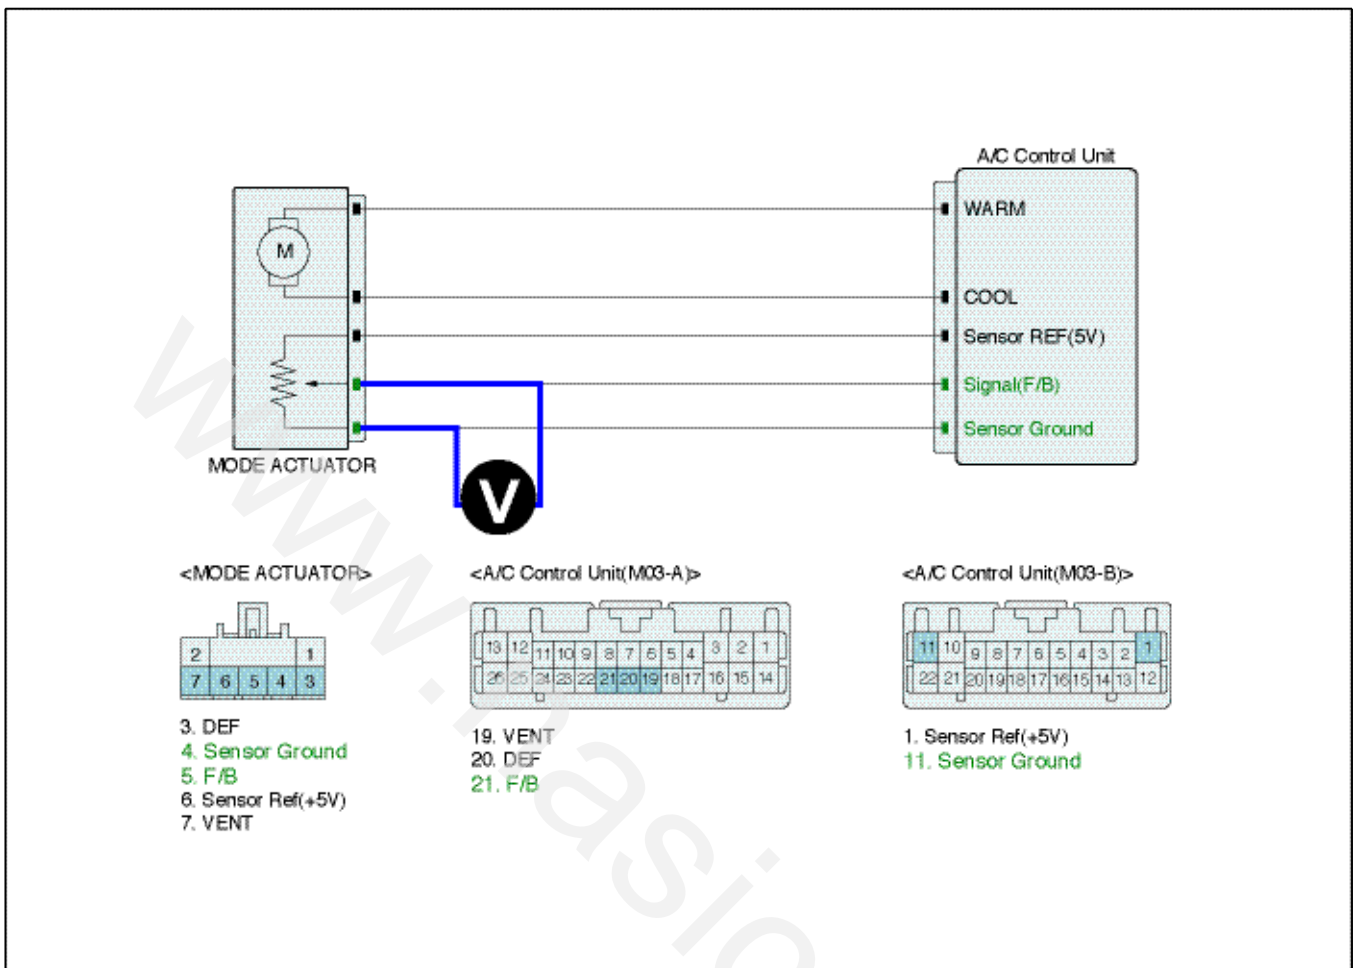 A/C Control Unit
WARM
M
COOL
Sensor REF(5V)
Signal(F/B)
Sensor Ground
MODE ACTUATOR
V
<MODE ACTUATOR>
2 1
7 6 5 4 3
3. DEF
4. Sensor Ground
5. F/B
6. Sensor Ref(+5V)
7. VENT
<A/C Control Unit(M03-A)>
13 12 11 10 9 8 7 6 5 4 3 2 1
26 25 24 23 22 21 20 19 18 17 16 15 14
19. VENT
20. DEF
21. F/B
<A/C Control Unit(M03-B)>
11 10 9 8 7 6 5 4 3 2 1
22 21 20 19 18 17 16 15 14 13 12
1. Sensor Ref(+5V)
11. Sensor Ground